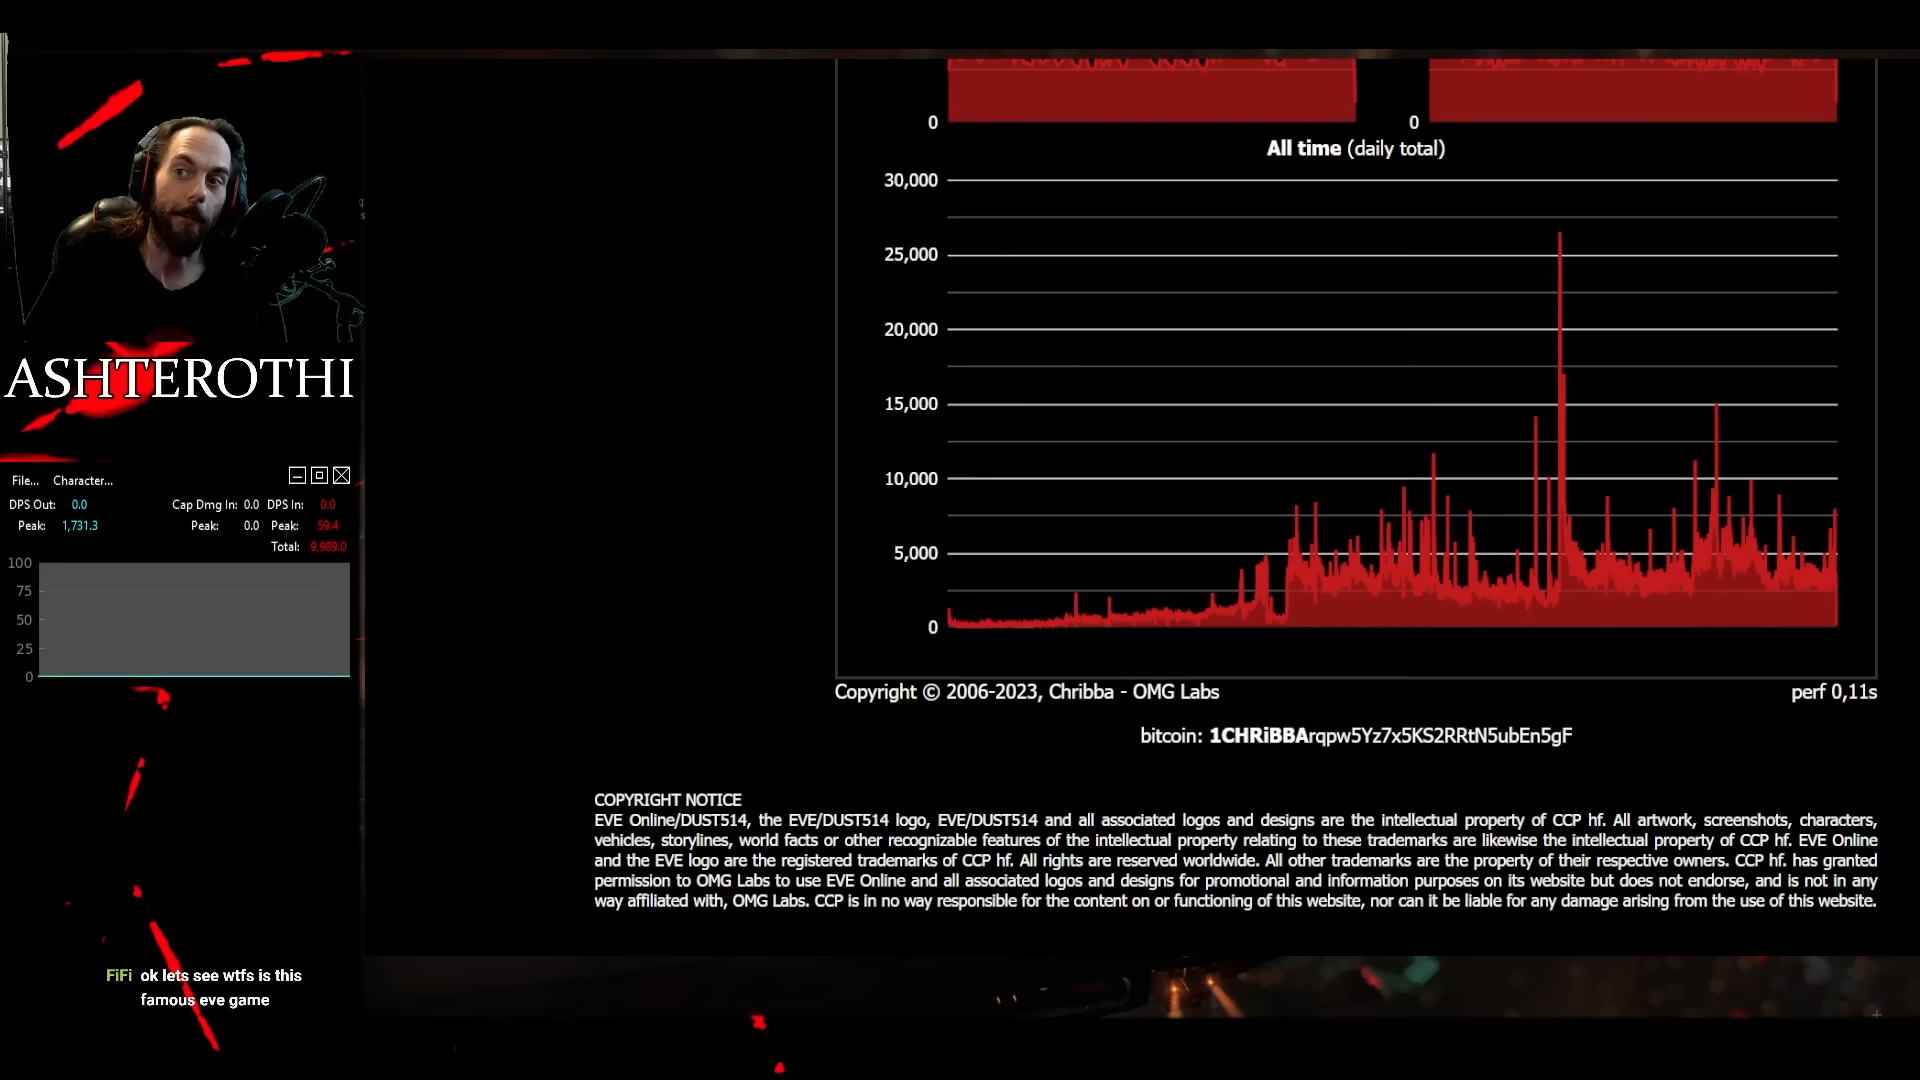 ASHTEROTHI
File... Character...
DPS Out: 0.0 Cap Dmg In: 0.0 DPS In: 0.0
Peak: 1,731.3 Peak: 0.0 Peak: 59.4
Total: 9,989.0
100
75
50
25
0
FiFi ok lets see wtfs is this
famous eve game
0 0
All time (daily total)
30,000
25,000
20,000
15,000
10,000
5,000
0
Copyright © 2006-2023, Chribba - OMG Labs perf 0,11s
bitcoin: 1CHRiBBArqpw5Yz7x5KS2RRtN5ubEn5gF
COPYRIGHT NOTICE
EVE Online/DUST514, the EVE/DUST514 logo, EVE/DUST514 and all associated logos and designs are the intellectual property of CCP hf. All artwork, screenshots, characters,
vehicles, storylines, world facts or other recognizable features of the intellectual property relating to these trademarks are likewise the intellectual property of CCP hf. EVE Online
and the EVE logo are the registered trademarks of CCP hf. All rights are reserved worldwide. All other trademarks are the property of their respective owners. CCP hf. has granted
permission to OMG Labs to use EVE Online and all associated logos and designs for promotional and information purposes on its website but does not endorse, and is not in any
way affiliated with, OMG Labs. CCP is in no way responsible for the content on or functioning of this website, nor can it be liable for any damage arising from the use of this website.